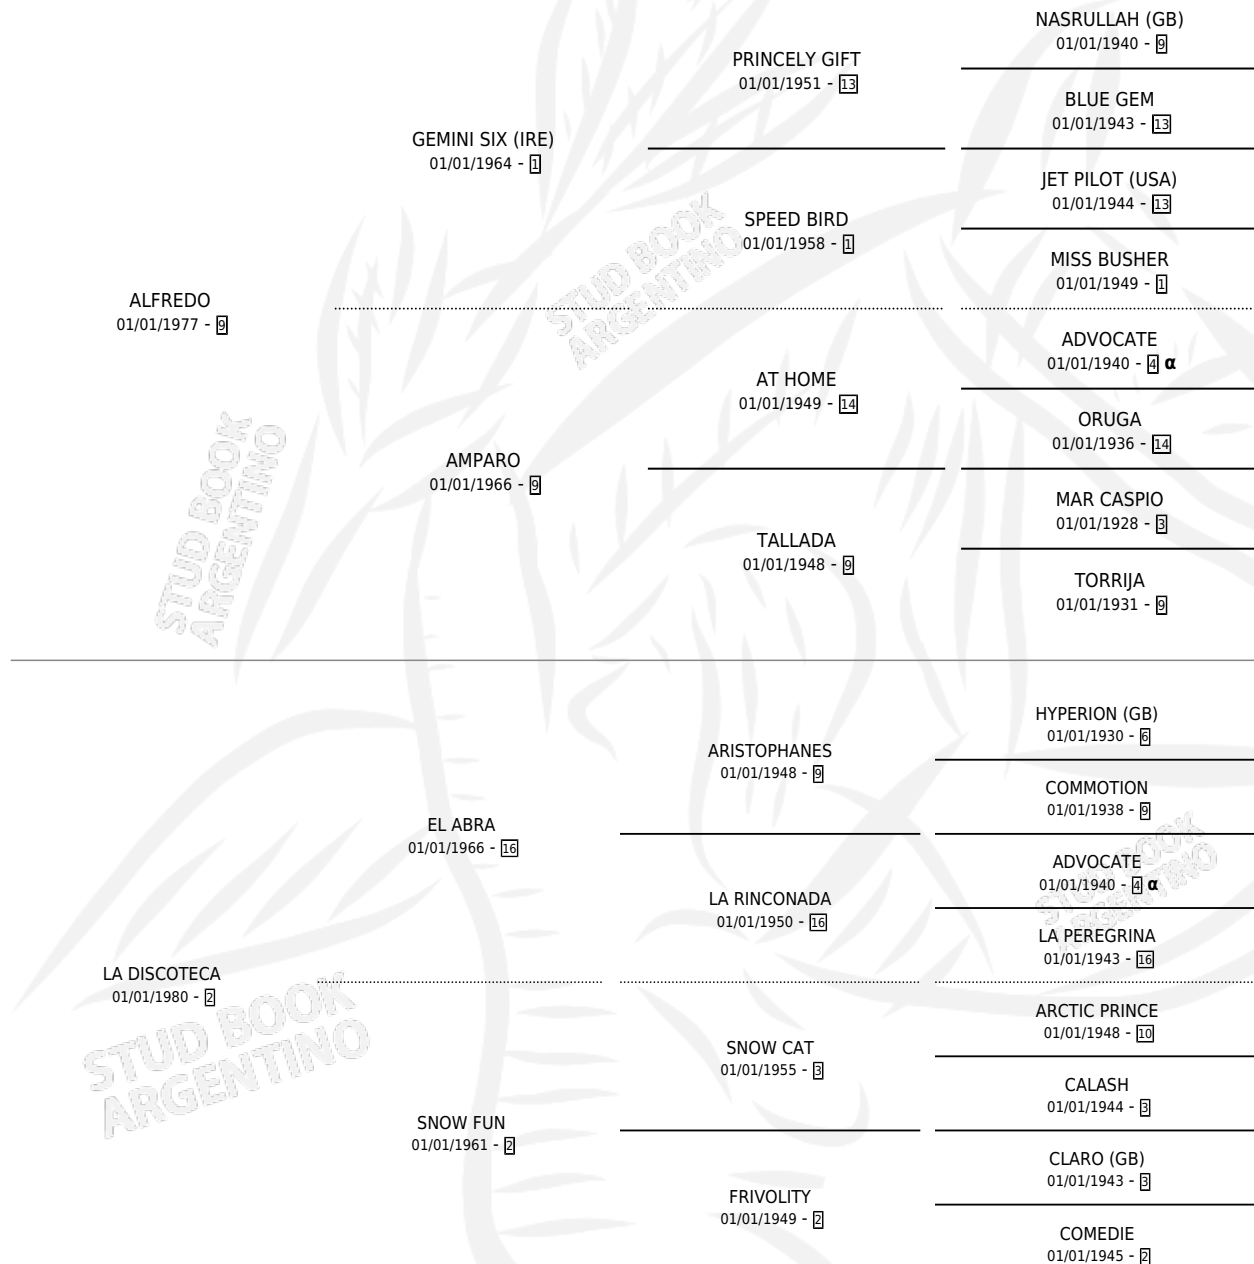 NASRULLAH (GB)
01/01/1940 - 9
PRINCELY GIFT
01/01/1951 - 13
BLUE GEM
01/01/1943 - 13
GEMINI SIX (IRE)
01/01/1964 - 1
JET PILOT (USA)
01/01/1944 - 13
SPEED BIRD
01/01/1958 - 1
MISS BUSHER
01/01/1949 - 1
ALFREDO
01/01/1977 - 9
ADVOCATE
01/01/1940 - 4 α
AT HOME
01/01/1949 - 14
ORUGA
01/01/1936 - 14
AMPARO
01/01/1966 - 9
MAR CASPIO
01/01/1928 - 3
TALLADA
01/01/1948 - 9
TORRIJA
01/01/1931 - 9
HYPERION (GB)
01/01/1930 - 6
ARISTOPHANES
01/01/1948 - 9
COMMOTION
01/01/1938 - 9
EL ABRA
01/01/1966 - 16
ADVOCATE
01/01/1940 - 4 α
LA RINCONADA
01/01/1950 - 16
LA PEREGRINA
01/01/1943 - 16
LA DISCOTECA
01/01/1980 - 2
ARCTIC PRINCE
01/01/1948 - 10
SNOW CAT
01/01/1955 - 3
CALASH
01/01/1944 - 3
SNOW FUN
01/01/1961 - 2
CLARO (GB)
01/01/1943 - 3
FRIVOLITY
01/01/1949 - 2
COMEDIE
01/01/1945 - 2
STUD BOOK
ARGENTINO
STUD BOOK
ARGENTINO
STUD BOOK
ARGENTINO
STUD BOOK
ARGENTINO